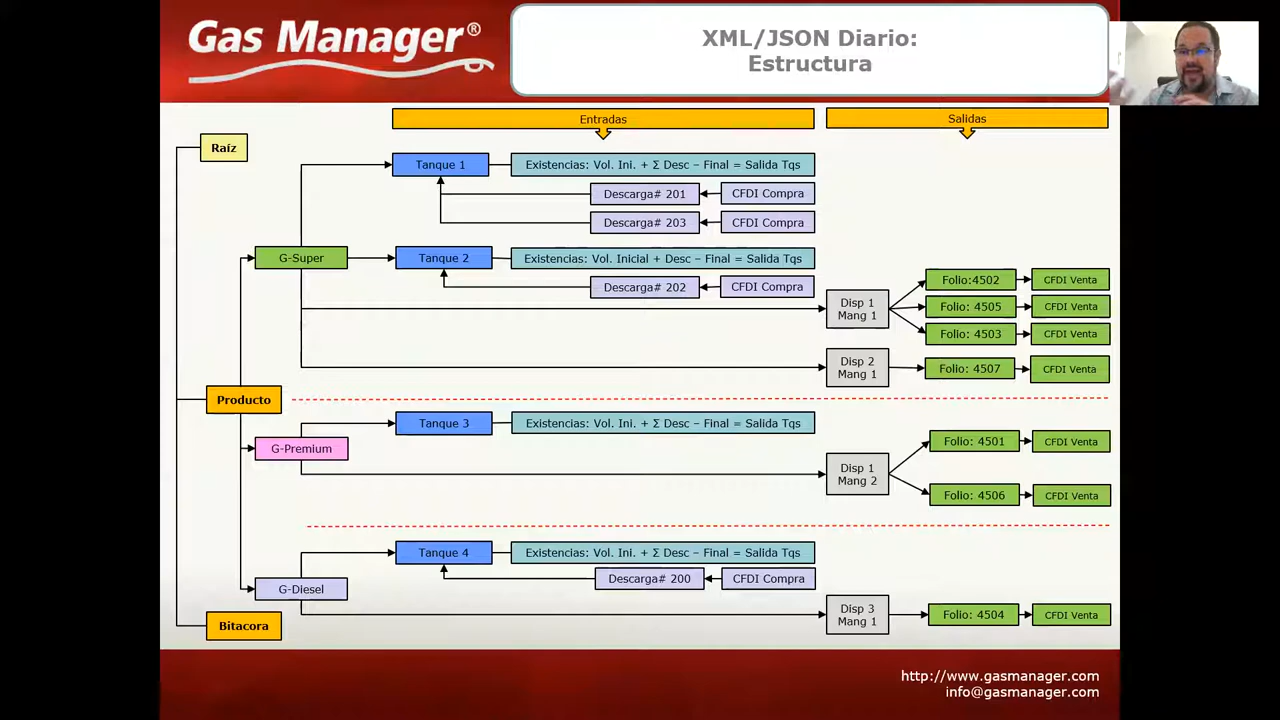 Gas Manager®
XML/JSON Diario:
Estructura
Entradas
Salidas
Raíz
Tanque 1
Existencias: Vol. Ini. + Σ Desc – Final = Salida Tqs
Descarga# 201
CFDI Compra
Descarga# 203
CFDI Compra
G-Super
Tanque 2
Existencias: Vol. Inicial + Desc – Final = Salida Tqs
Descarga# 202
CFDI Compra
Disp 1
Mang 1
Folio:4502
CFDI Venta
Folio: 4505
CFDI Venta
Folio: 4503
CFDI Venta
Disp 2
Mang 1
Folio: 4507
CFDI Venta
Producto
G-Premium
Tanque 3
Existencias: Vol. Ini. + Σ Desc – Final = Salida Tqs
Disp 1
Mang 2
Folio: 4501
CFDI Venta
Folio: 4506
CFDI Venta
Tanque 4
Existencias: Vol. Ini. + Σ Desc – Final = Salida Tqs
Descarga# 200
CFDI Compra
G-Diesel
Disp 3
Mang 1
Folio: 4504
CFDI Venta
Bitacora
http://www.gasmanager.com
info@gasmanager.com